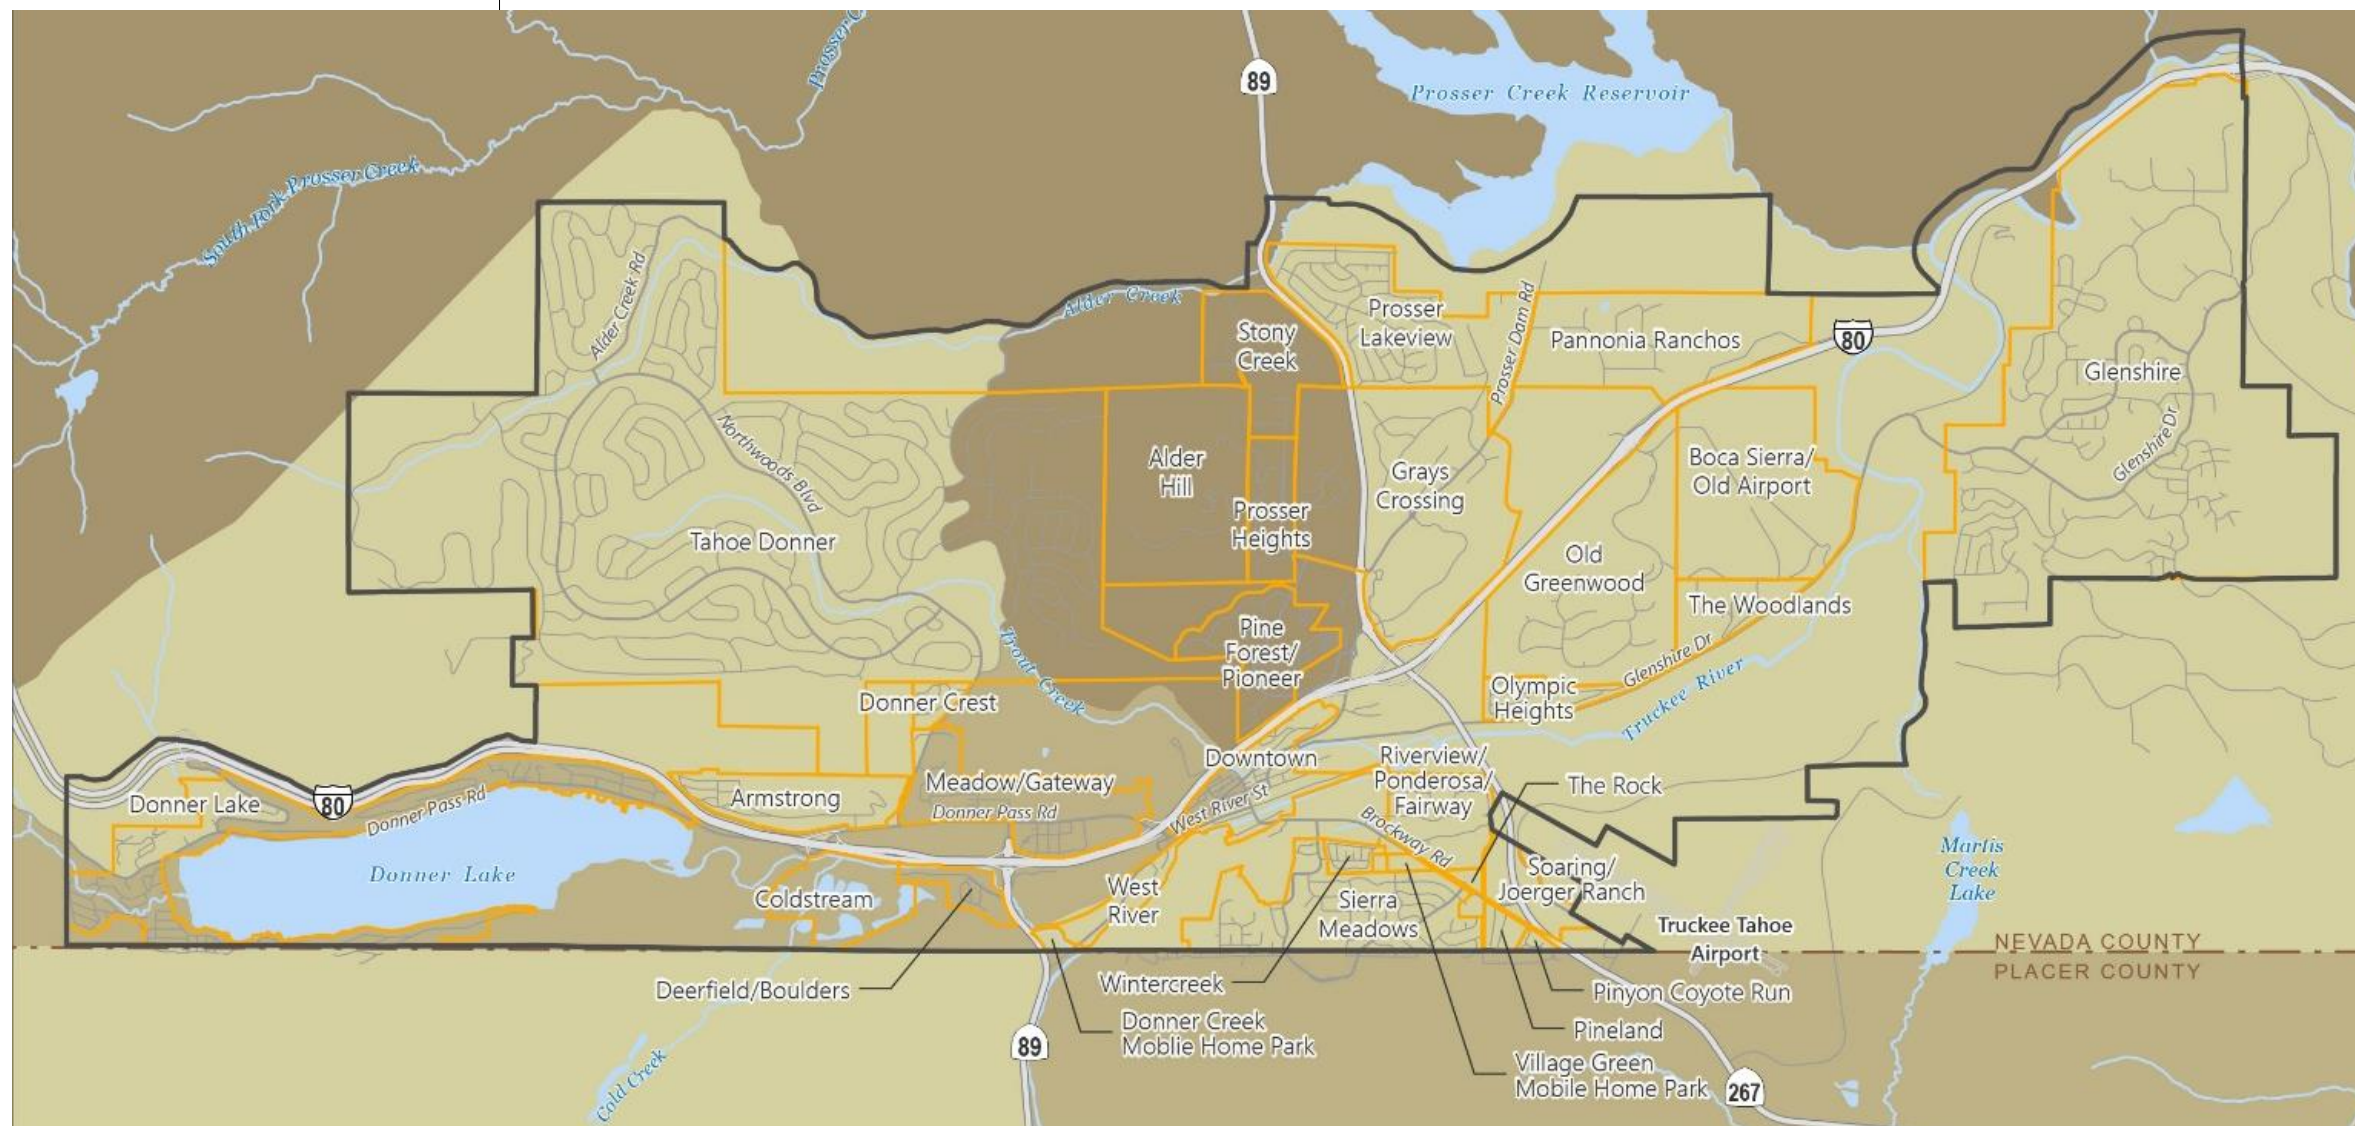 89
Prosser C
Prosser Creek Reservoir
South Fork Prosser Creek
Alder Creek Rd
Alder Creek
Stony
Creek
Prosser
Lakeview
Prosser Dam Rd
Pannonia Ranchos
80
Glenshire
Glenshire Dr
Northwoods Blvd
Tahoe Donner
Alder
Hill
Prosser
Heights
Grays
Crossing
Boca Sierra/
Old Airport
Old
Greenwood
The Woodlands
Glenshire Dr
Truckee River
Trout Creek
Pine
Forest/
Pioneer
Olympic
Heights
Donner Crest
Downtown
Riverview/
Ponderosa/
Fairway
The Rock
Donner Lake
80
Donner Pass Rd
Armstrong
Meadow/Gateway
Donner Pass Rd
West River St
Brockway Rd
Donner Lake
Coldstream
West
River
Sierra
Meadows
Soaring/
Joerger Ranch
Martis
Creek
Lake
Truckee Tahoe
Airport
NEVADA COUNTY
PLACER COUNTY
Deerfield/Boulders
Wintercreek
Pinyon Coyote Run
Donner Creek
Moblie Home Park
Pineland
Village Green
Mobile Home Park
89
267
Cold Creek